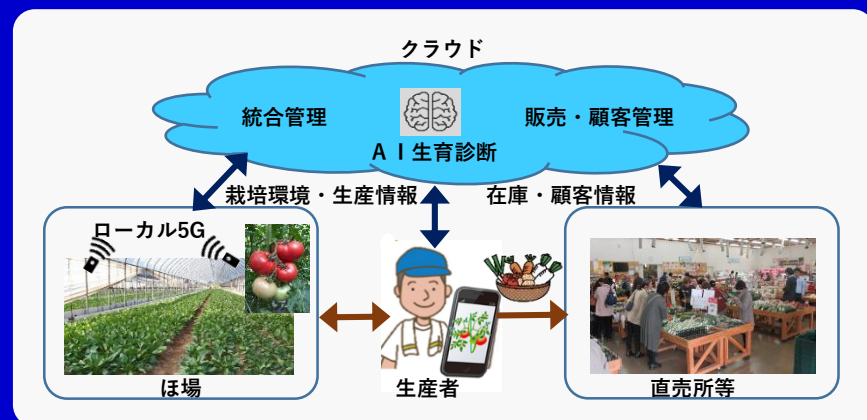 クラウド
統合管理
販売・顧客管理
ＡＩ生育診断
栽培環境・生産情報
在庫・顧客情報
ローカル5G
ほ場
生産者
直売所等